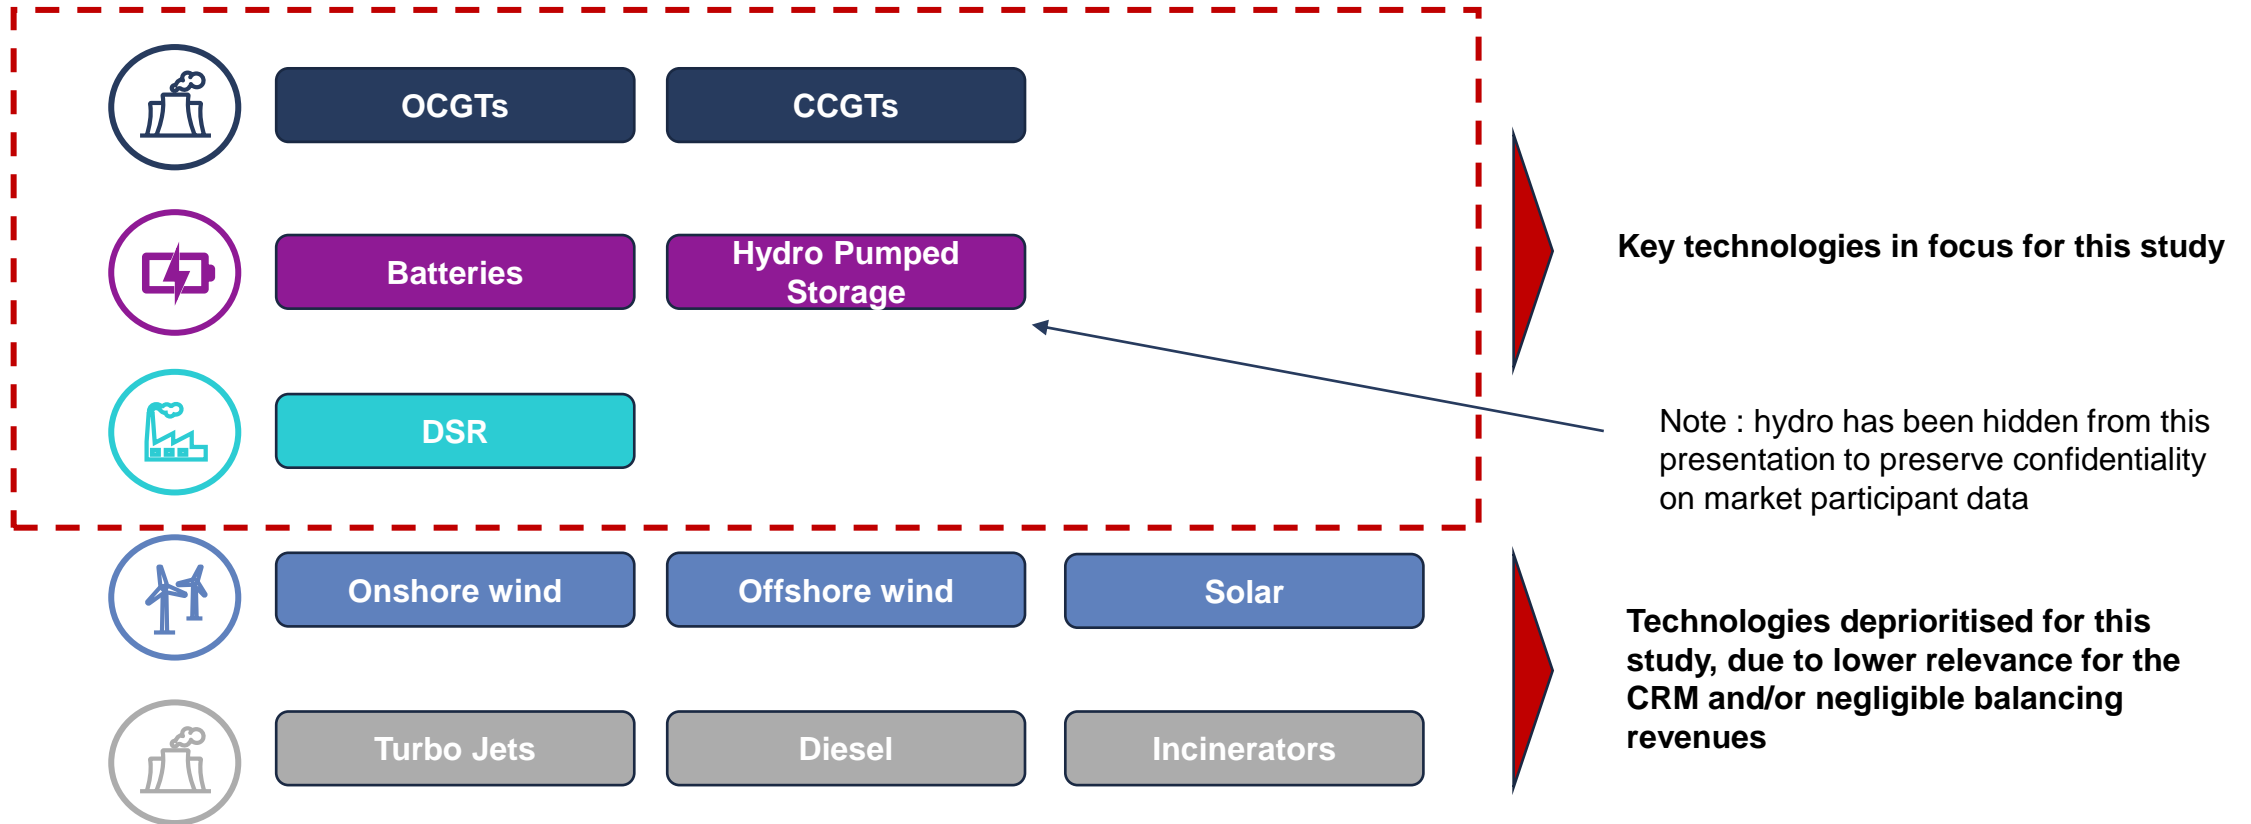 OCGTs
CCGTs
Batteries
Hydro Pumped
Storage
Key technologies in focus for this study
DSR
Note : hydro has been hidden from this
presentation to preserve confidentiality
on market participant data
Onshore wind
Offshore wind
Solar
Technologies deprioritised for this
study, due to lower relevance for the
CRM and/or negligible balancing
revenues
Turbo Jets
Diesel
Incinerators